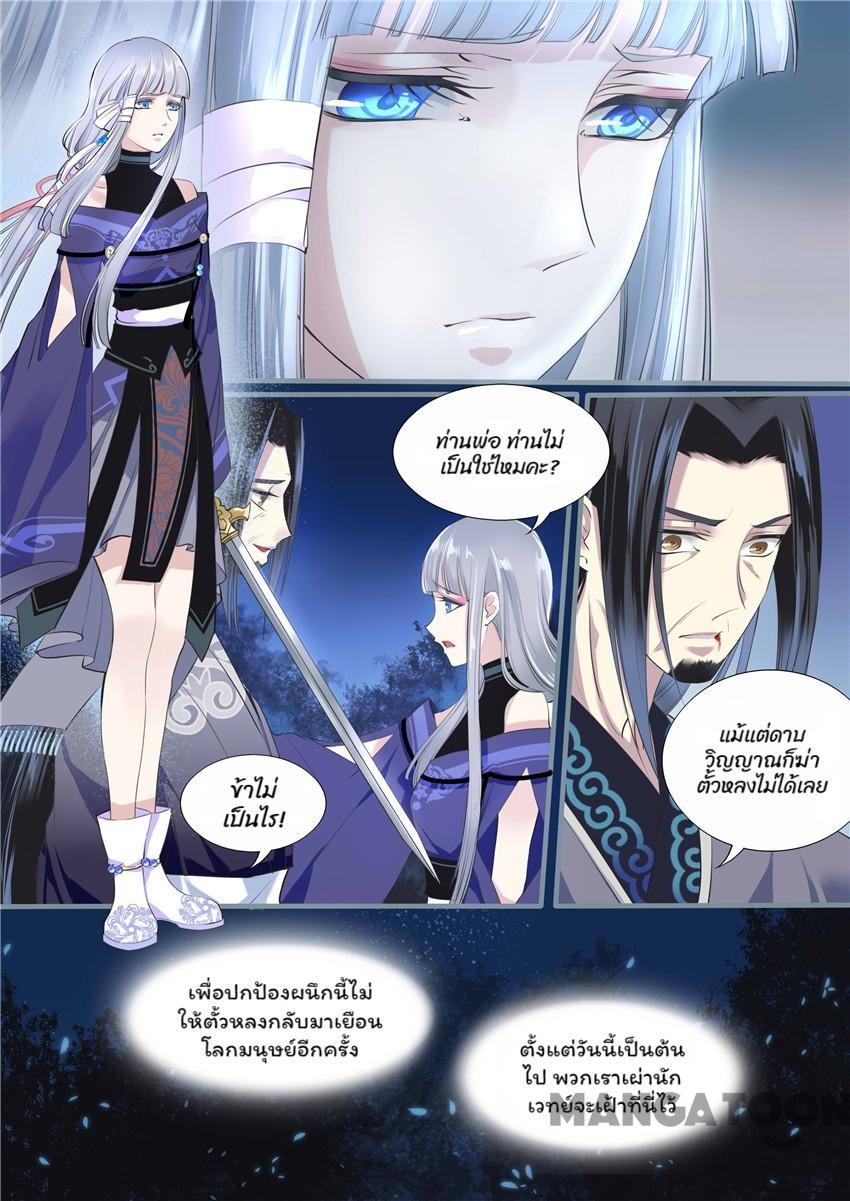 ท่านพ่อ ท่านไม่
เป็นใช่ไหมคะ?
ข้าไม่
เป็นไร!
แม้แต่ดาบ
วิญญาณก็ฆ่า
ตั้วหลงไม่ได้เลย
เพื่อปกป้องผนึกนี้ไม่
ให้ตั้วหลงกลับมาเยือน
โลกมนุษย์อีกครั้ง
ตั้งแต่วันนี้เป็นต้น
ไป พวกเราเผ่านัก
เวทย์จะเฝ้าที่นี่ไว้
MANGATOON